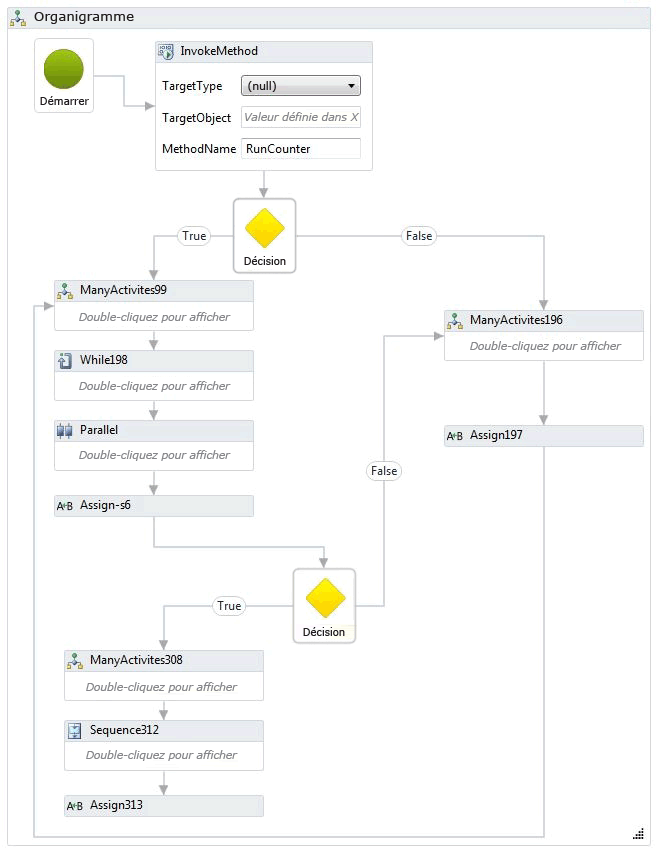 Organigramme
Démarrer
InvokeMethod
TargetType (null)
TargetObject Valeur définie dans X
MethodName RunCounter
True
Décision
False
ManyActivites99
Double-cliquez pour afficher
While198
Double-cliquez pour afficher
Parallel
Double-cliquez pour afficher
A+B Assign-s6
ManyActivites196
Double-cliquez pour afficher
A+B Assign197
False
True
Décision
ManyActivites308
Double-cliquez pour afficher
Sequence312
Double-cliquez pour afficher
A+B Assign313